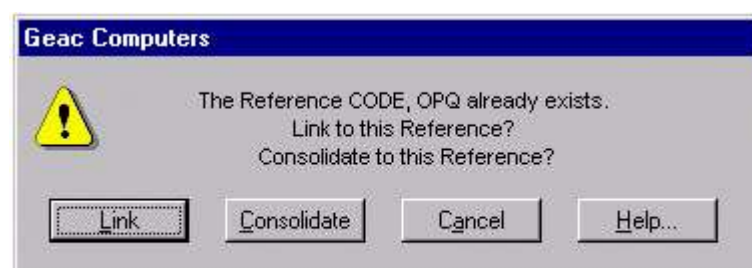 Geac Computers
The Reference CODE, OPQ already exists.
Link to this Reference?
Consolidate to this Reference?
Link Consolidate Cancel Help...